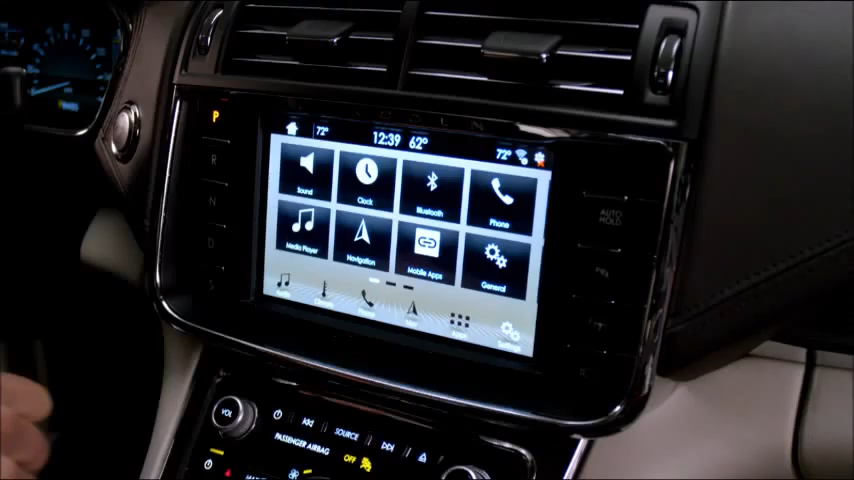 P
R
N
D
S
LINCOLN
72°
12:39 62°
72°
Sound
Clock
Bluetooth
Phone
Media Player
Navigation
Mobile Apps
General
Audio
Climate
Phone
Nav
Apps
Settings
AUTO
HOLD
VOL
SOURCE
PASSENGER AIRBAG
OFF